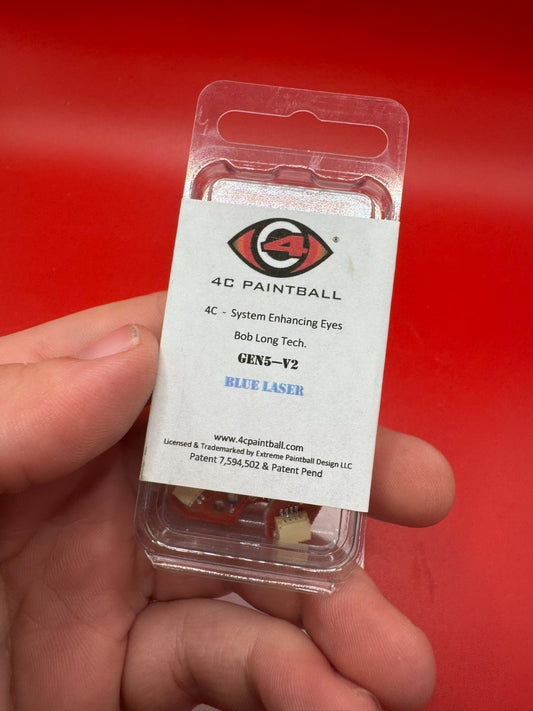 C4 ®
4C PAINTBALL
4C - System Enhancing Eyes
Bob Long Tech.
GEN5—V2
BLUE LASER
www.4cpaintball.com
Licensed & Trademarked by Extreme Paintball Design LLC
Patent 7,594,502 & Patent Pend